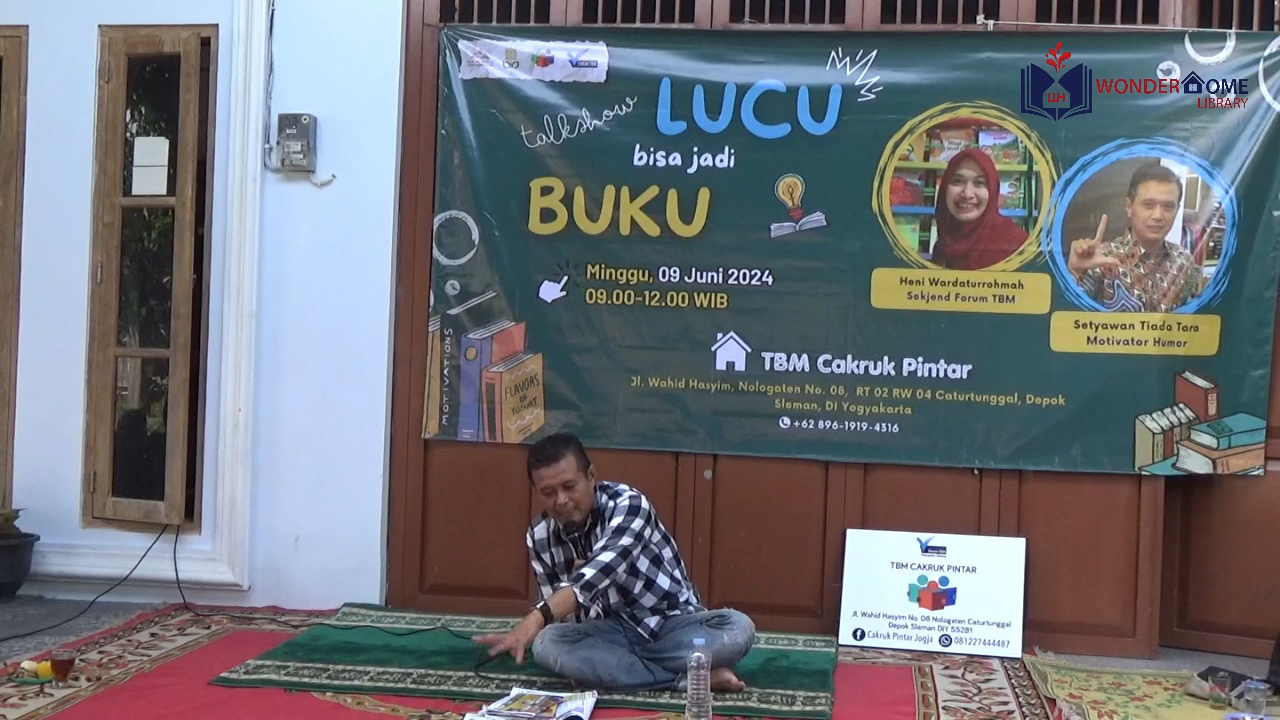 WONDER HOME
LIBRARY
WH
talkshow
LUCU
bisa jadi
BUKU
Minggu, 09 Juni 2024
09.00-12.00 WIB
Heni Wardaturrohmah
Sekjend Forum TBM
Setyawan Tiada Tara
Motivator Humor
TBM Cakruk Pintar
Jl. Wahid Hasyim, Nologaten No. 08, RT 02 RW 04 Caturtunggal, Depok
Sleman, DI Yogyakarta
+62 896-1919-4316
MOTIVATIONS
FLAVORS
OF
YOGURT
TBM CAKRUK PINTAR
Jl. Wahid Hasyim No. 08 Nologaten Caturtunggal
Depok Sleman DIY 55281
Cakruk Pintar Jogja 081227444487